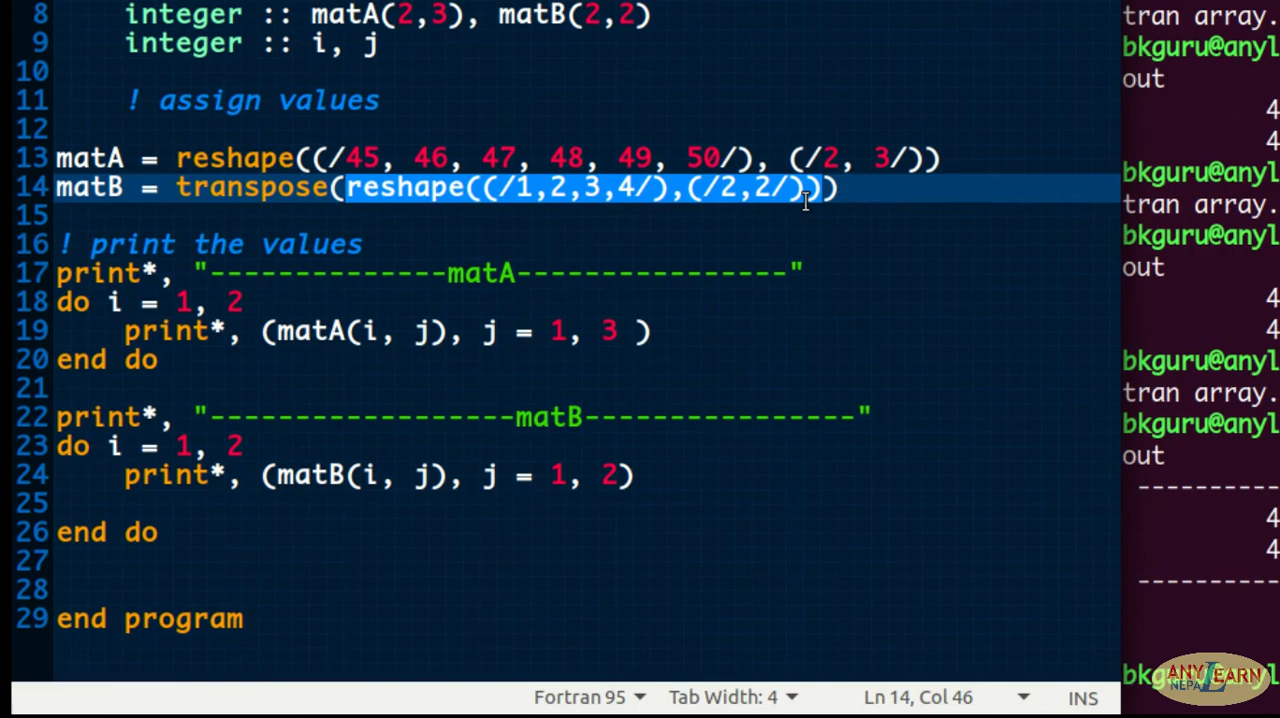 8 integer :: matA(2,3), matB(2,2)
9 integer :: i, j
10
11 ! assign values
12
13 matA = reshape((/45, 46, 47, 48, 49, 50/), (/2, 3/))
14 matB = transpose(reshape((/1,2,3,4/),(/2,2/)))
15
16 ! print the values
17 print*, "--------------matA----------------"
18 do i = 1, 2
19 print*, (matA(i, j), j = 1, 3 )
20 end do
21
22 print*, "------------------matB----------------"
23 do i = 1, 2
24 print*, (matB(i, j), j = 1, 2)
25
26 end do
27
28
29 end program
Fortran 95 Tab Width: 4 Ln 14, Col 46 INS
tran array.
bkguru@anyl
out
4
4
bkguru@anyl
tran array.
bkguru@anyl
out
4
4
bkguru@anyl
tran array.
bkguru@anyl
out
----------
4
4
----------
ANY LEARN
NEPAL